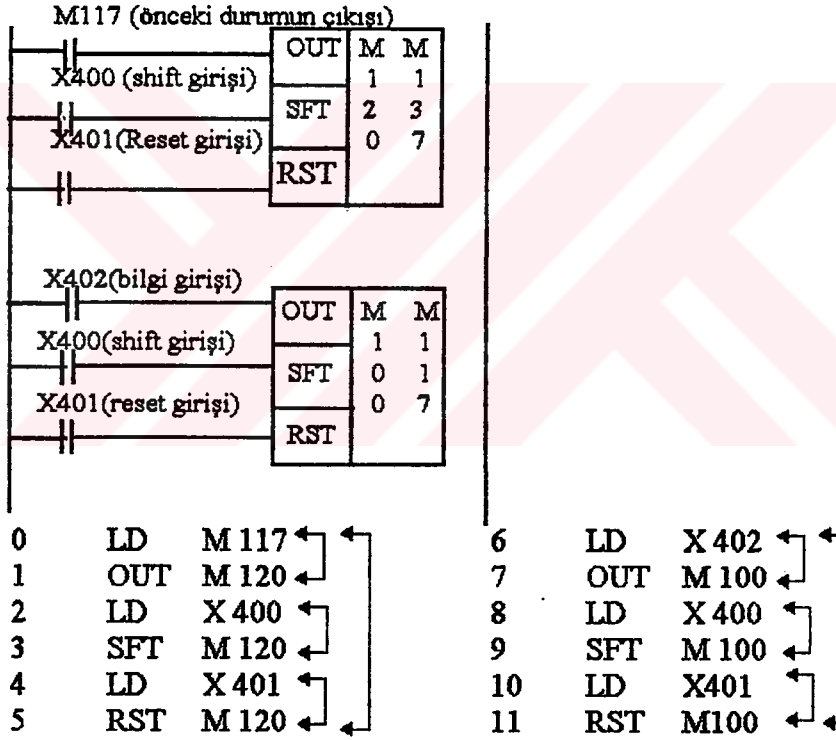 M117 (önceki durumun çıkışı)
OUT M M
X400 (shift girişi) 1 1
SFT 2 3
X401(Reset girişi) 0 7
RST
X402(bilgi girişi)
OUT M M
X400(shift girişi) 1 1
SFT 0 1
X401(reset girişi) 0 7
RST
0 LD M 117
1 OUT M 120
2 LD X 400
3 SFT M 120
4 LD X 401
5 RST M 120
6 LD X 402
7 OUT M 100
8 LD X 400
9 SFT M 100
10 LD X401
11 RST M100